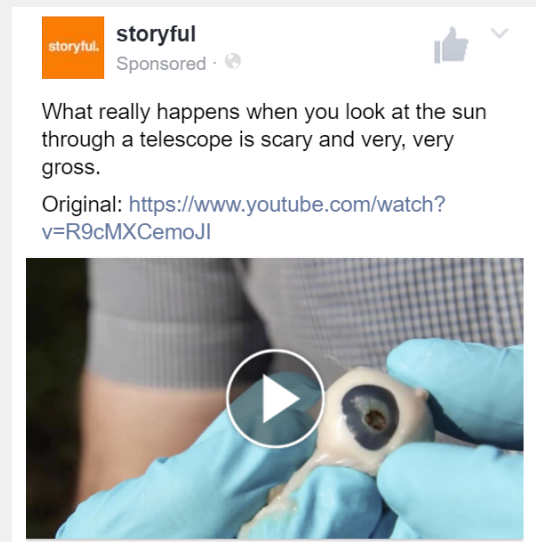 storyful.
storyful
Sponsored ·
What really happens when you look at the sun
through a telescope is scary and very, very
gross.
Original: https://www.youtube.com/watch?
v=R9cMXCemoJI